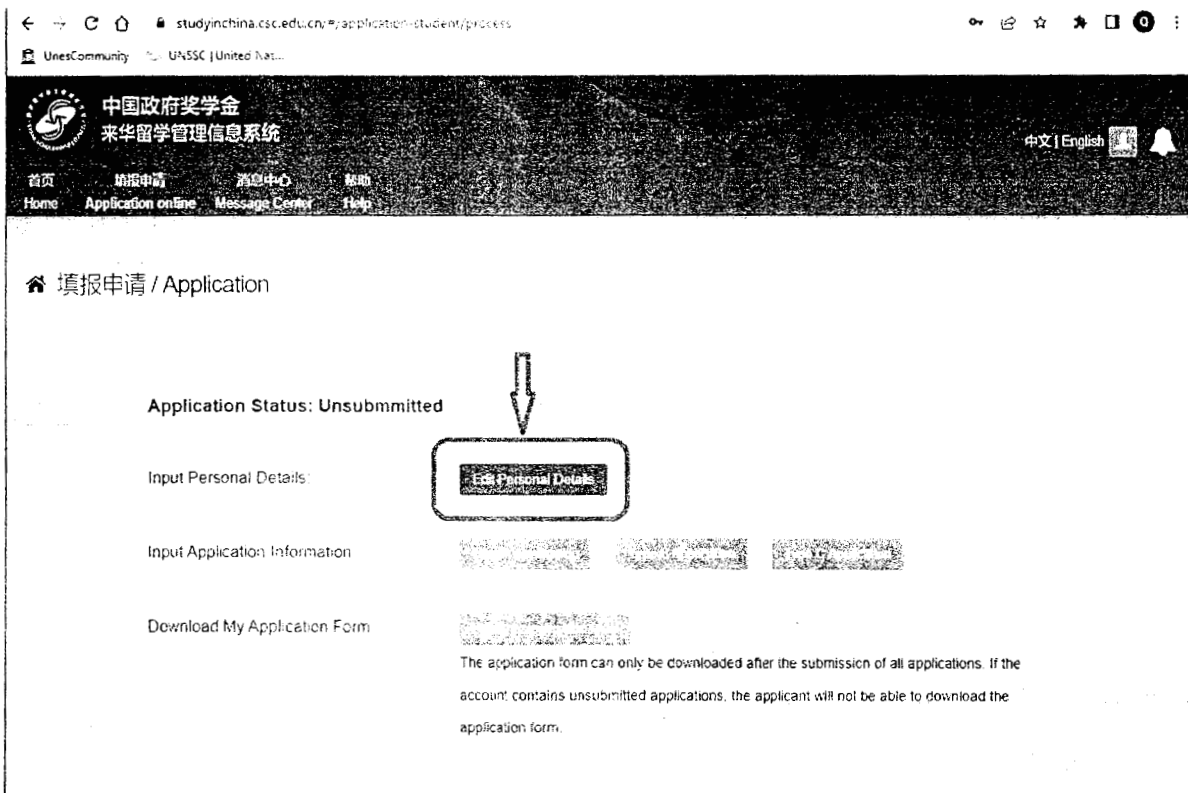 studyinchina.csc.edu.cn/#/application-student/process
UnesCommunity UNSSC | United Nat...
中国政府奖学金
来华留学管理信息系统
中文 | English
首页 填报申请 消息中心 帮助
Home Application online Message Center Help
填报申请 / Application
Application Status: Unsubmmitted
Input Personal Details:
Edit Personal Details
Input Application Information
Download My Application Form
The application form can only be downloaded after the submission of all applications. If the
account contains unsubmitted applications, the applicant will not be able to download the
application form.